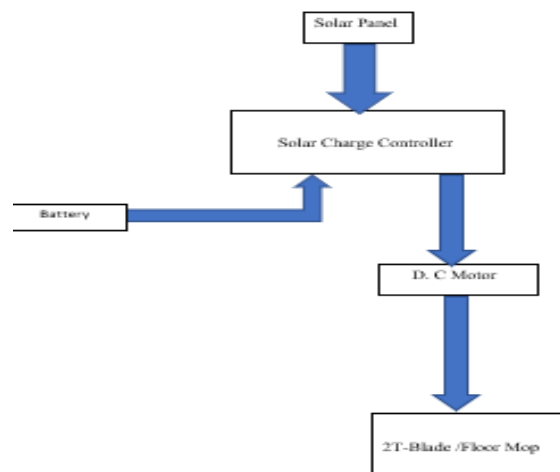 Solar Panel
Solar Charge Controller
Battery
D. C Motor
2T-Blade /Floor Mop